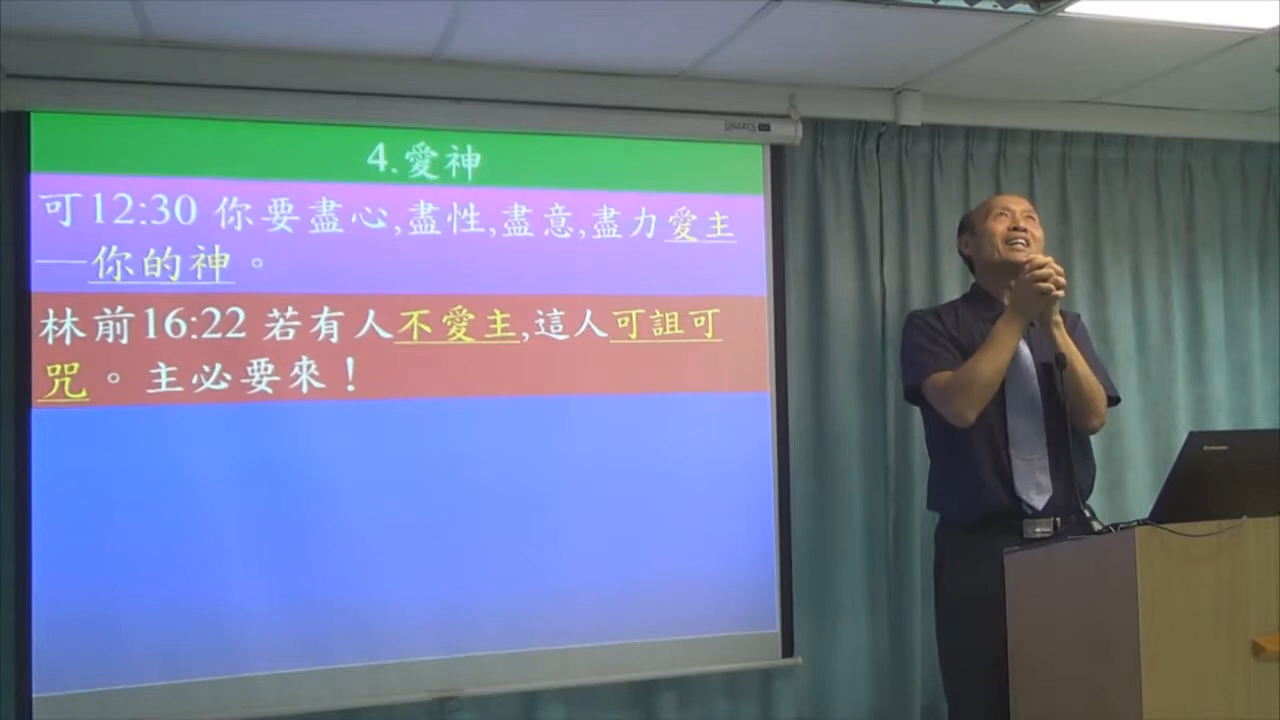 4.愛神
可12:30 你要盡心,盡性,盡意,盡力愛主
—你的神。
林前16:22 若有人不愛主,這人可詛可
咒。主必要來！
lenovo